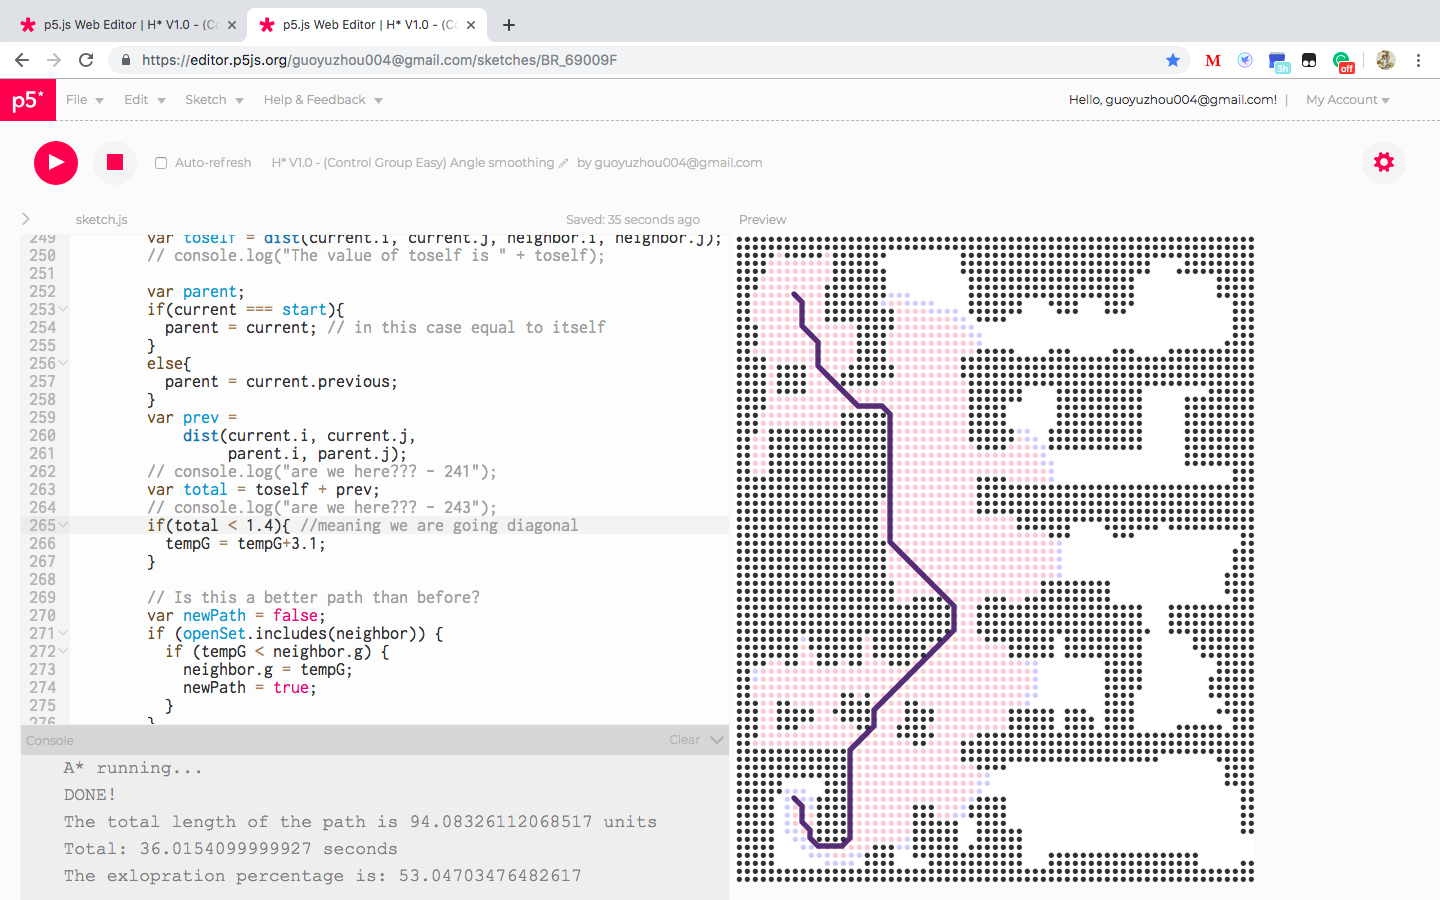 p5.js Web Editor | H* V1.0 - (Co
p5.js Web Editor | H* V1.0 - (Co
https://editor.p5js.org/guoyuzhou004@gmail.com/sketches/BR_69009F
M
3h
off
p5*
File
Edit
Sketch
Help & Feedback
Hello, guoyuzhou004@gmail.com! |
My Account
Auto-refresh
H* V1.0 - (Control Group Easy) Angle smoothing
by guoyuzhou004@gmail.com
sketch.js
Saved: 35 seconds ago
Preview
249 var toself = dist(current.i, current.j, neighbor.i, neighbor.j);
250 // console.log("The value of toself is " + toself);
251
252 var parent;
253 if(current === start){
254 parent = current; // in this case equal to itself
255 }
256 else{
257 parent = current.previous;
258 }
259 var prev =
260 dist(current.i, current.j,
261 parent.i, parent.j);
262 // console.log("are we here??? - 241");
263 var total = toself + prev;
264 // console.log("are we here??? - 243");
265 if(total < 1.4){ //meaning we are going diagonal
266 tempG = tempG+3.1;
267 }
268
269 // Is this a better path than before?
270 var newPath = false;
271 if (openSet.includes(neighbor)) {
272 if (tempG < neighbor.g) {
273 neighbor.g = tempG;
274 newPath = true;
275 }
276 }
Console
Clear
A* running...
DONE!
The total length of the path is 94.08326112068517 units
Total: 36.0154099999927 seconds
The exlopration percentage is: 53.04703476482617